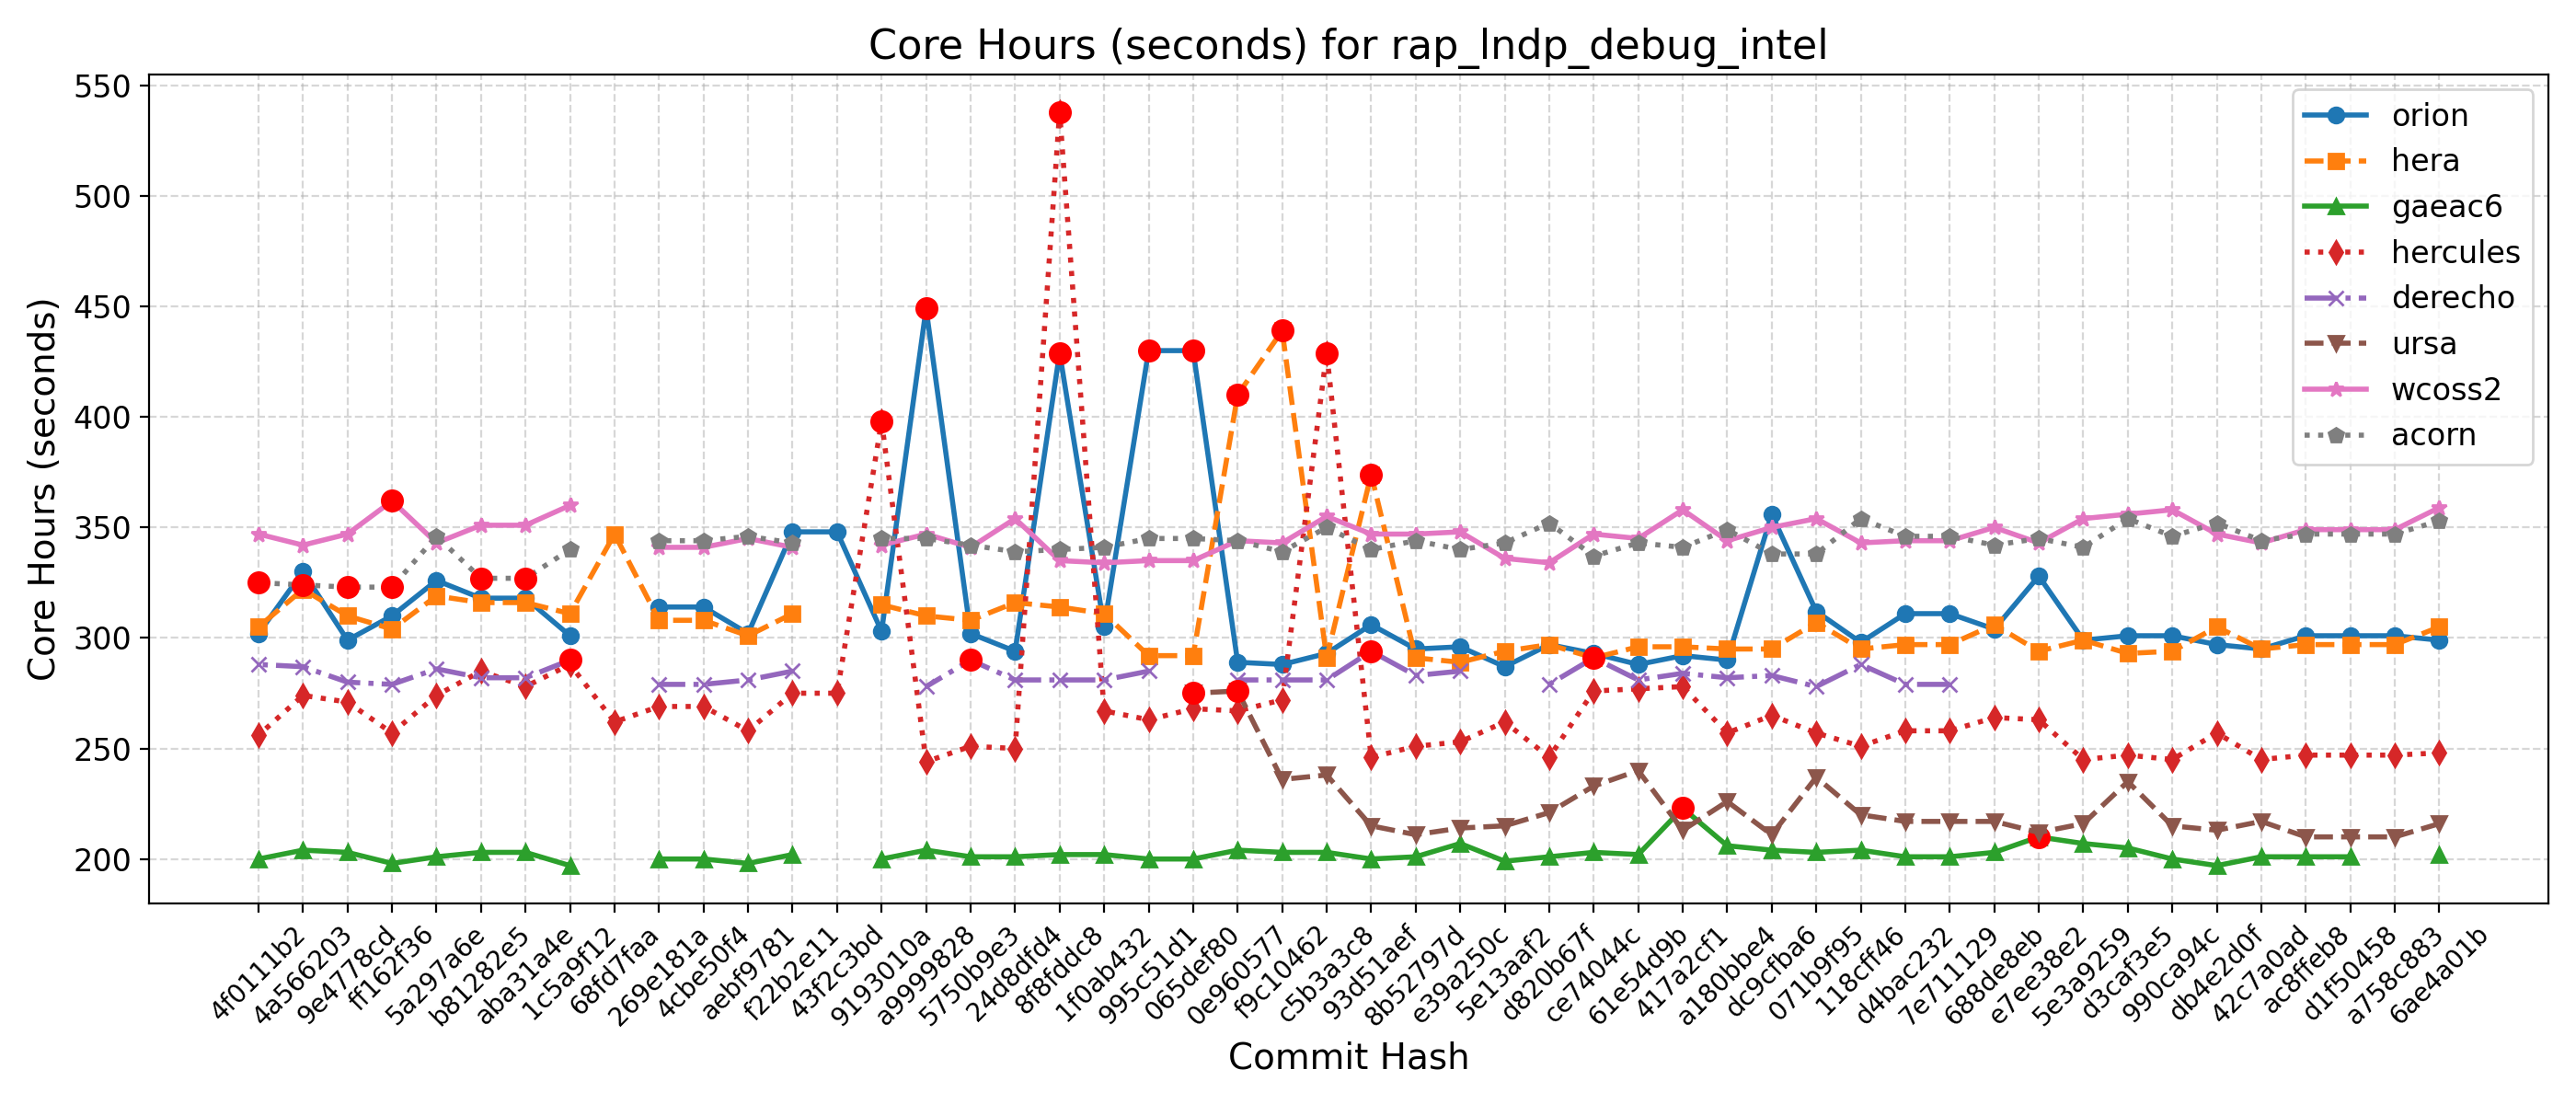 Core Hours (seconds) for rap_lndp_debug_intel
Core Hours (seconds)
550
500
450
400
350
300
250
200
orion
hera
gaeac6
hercules
derecho
ursa
wcoss2
acorn
4f0111b2
4a566203
9e4778cd
ff162f36
5a297a6e
b81282e5
aba31a4e
1c5a9f12
68fd7faa
269e181a
4cbe50f4
aebf9781
f22b2e11
43f2c3bd
9193010a
a9999828
5750b9e3
24d8dfd4
8f8fddc8
1f0ab432
995c51d1
065def80
0e960577
f9c10462
c5b3a3c8
93d51aef
8b52797d
e39a250c
5e13aaf2
d820b67f
ce74044c
61e54d9b
417a2cf1
a180bbe4
dc9cfba6
071b9f95
118cff46
d4bac232
7e711129
688de8eb
e7ee38e2
5e3a9259
d3caf3e5
990ca94c
db4e2d0f
42c7a0ad
ac8ffeb8
d1f50458
a758c883
6ae4a01b
Commit Hash